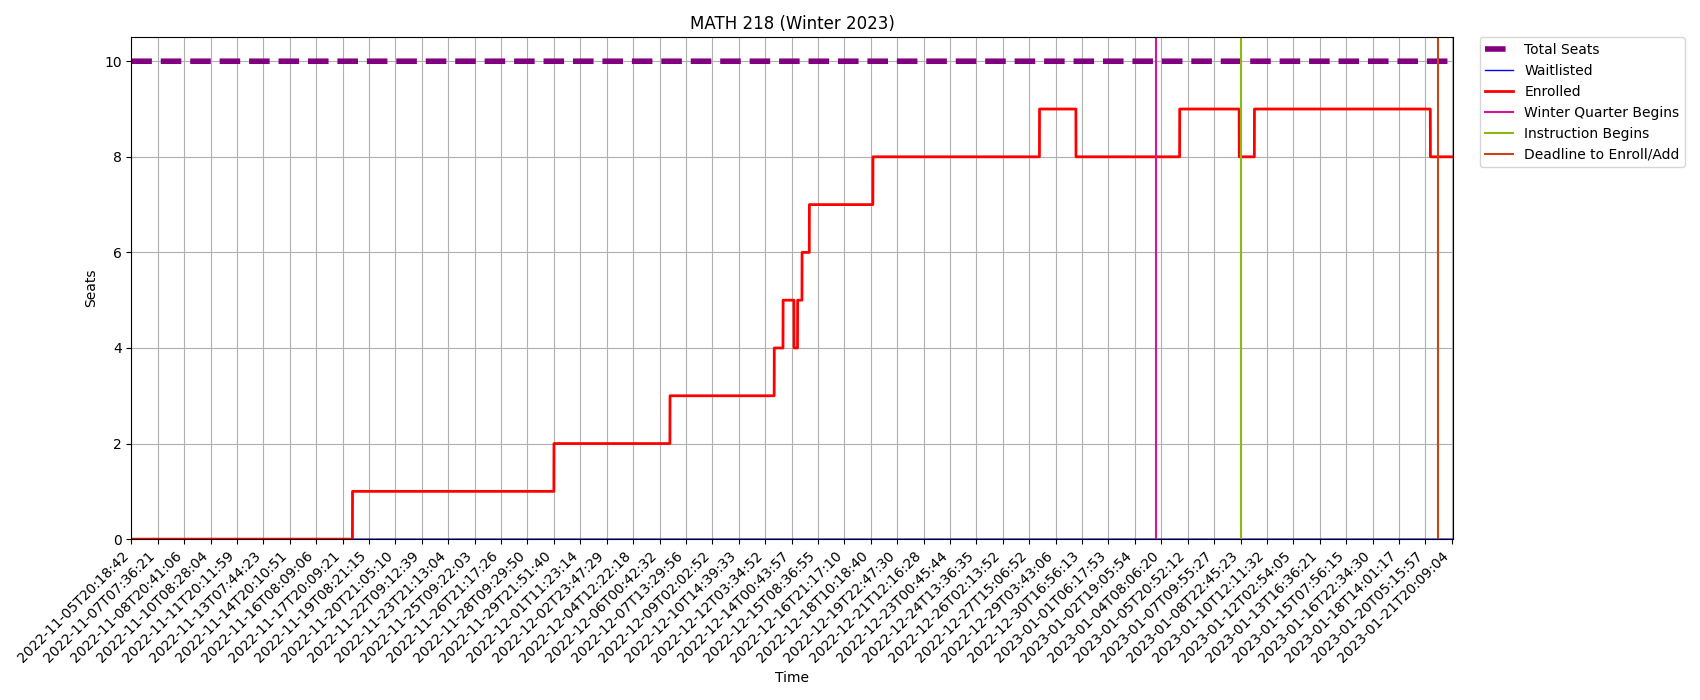 MATH 218 (Winter 2023)
10
8
6
4
2
0
Seats
2022-11-05T20:18:42
2022-11-07T07:36:21
2022-11-08T20:41:06
2022-11-10T08:28:04
2022-11-11T20:11:59
2022-11-13T07:44:23
2022-11-14T20:10:51
2022-11-16T08:09:06
2022-11-17T20:09:21
2022-11-19T08:21:15
2022-11-20T21:05:10
2022-11-22T09:12:39
2022-11-23T21:13:04
2022-11-25T09:22:03
2022-11-26T21:17:26
2022-11-28T09:29:50
2022-11-29T21:51:40
2022-12-01T11:23:14
2022-12-02T23:47:29
2022-12-04T12:22:18
2022-12-06T00:42:32
2022-12-07T13:29:56
2022-12-09T02:02:52
2022-12-10T14:39:33
2022-12-12T03:34:52
2022-12-14T00:43:57
2022-12-15T08:36:55
2022-12-16T21:17:10
2022-12-18T10:18:40
2022-12-19T22:47:30
2022-12-21T12:16:28
2022-12-23T00:45:44
2022-12-24T13:36:35
2022-12-26T02:13:52
2022-12-27T15:06:52
2022-12-29T03:43:06
2022-12-30T16:56:13
2023-01-01T06:17:53
2023-01-02T19:05:54
2023-01-04T08:06:20
2023-01-05T20:52:12
2023-01-07T09:55:27
2023-01-08T22:45:23
2023-01-10T12:11:32
2023-01-12T02:54:05
2023-01-13T16:36:21
2023-01-15T07:56:15
2023-01-16T22:34:30
2023-01-18T14:01:17
2023-01-20T05:15:57
2023-01-21T20:09:04
Time
Total Seats
Waitlisted
Enrolled
Winter Quarter Begins
Instruction Begins
Deadline to Enroll/Add